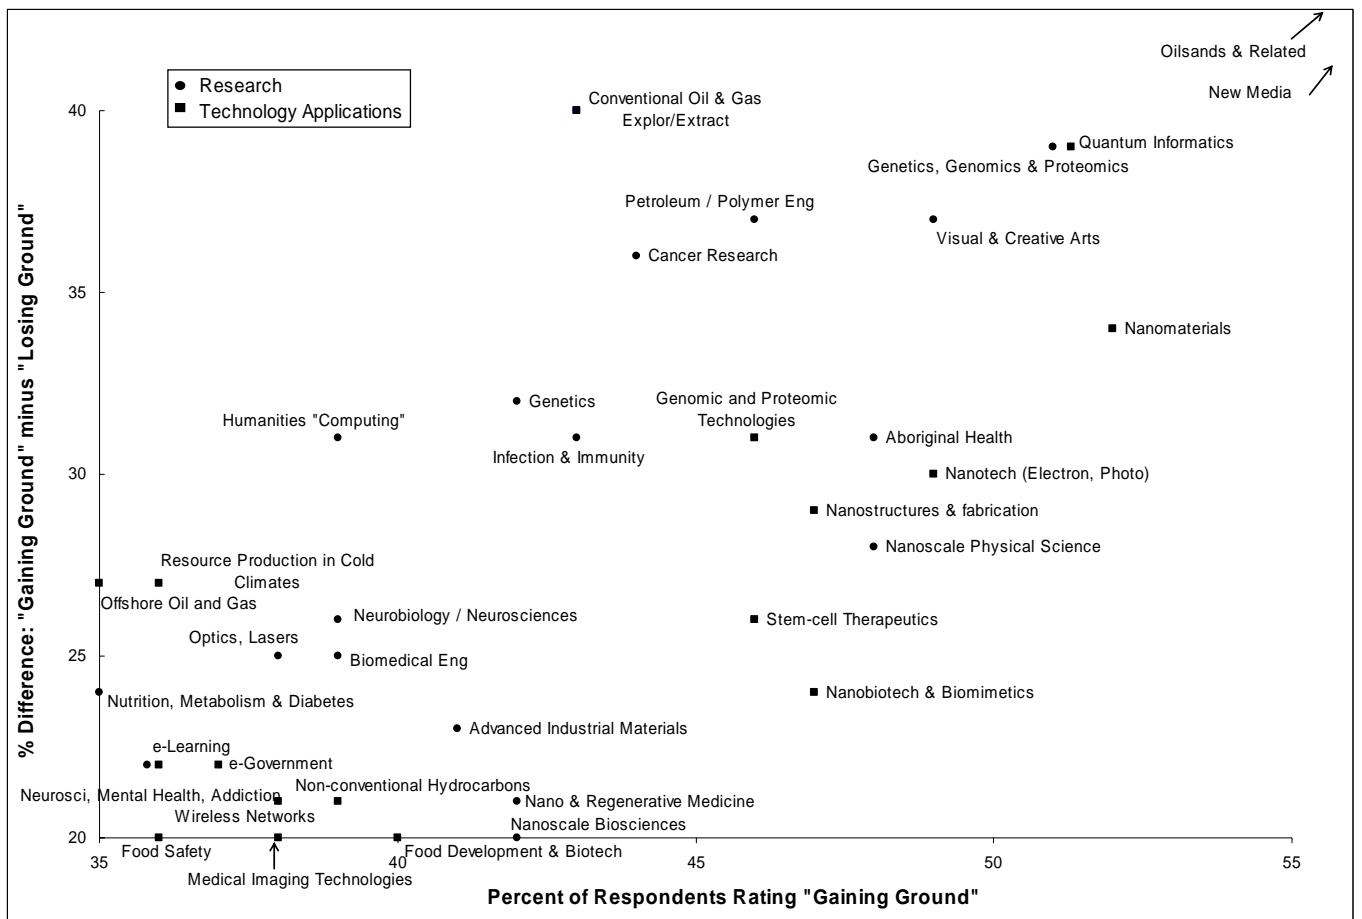 Oilsands & Related
New Media
Research
Technology Applications
40
Conventional Oil & Gas
Explor/Extract
Quantum Informatics
Genetics, Genomics & Proteomics
Petroleum / Polymer Eng
Visual & Creative Arts
Cancer Research
% Difference: "Gaining Ground" minus "Losing Ground"
35
Nanomaterials
Genetics
Genomic and Proteomic
Technologies
Humanities "Computing"
Infection & Immunity
Aboriginal Health
30
Nanotech (Electron, Photo)
Nanostructures & fabrication
Nanoscale Physical Science
Resource Production in Cold
Climates
Offshore Oil and Gas
Neurobiology / Neurosciences
Stem-cell Therapeutics
Optics, Lasers
25
Biomedical Eng
Nutrition, Metabolism & Diabetes
Nanobiotech & Biomimetics
Advanced Industrial Materials
e-Learning
e-Government
Non-conventional Hydrocarbons
Neurosci, Mental Health, Addiction
Nano & Regenerative Medicine
Wireless Networks
Nanoscale Biosciences
20
Food Safety
Food Development & Biotech
35
40
45
50
55
Medical Imaging Technologies
Percent of Respondents Rating "Gaining Ground"